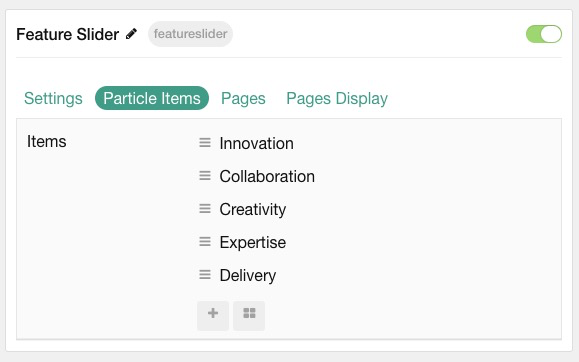 Feature Slider featureslider
Settings Particle Items Pages Pages Display
Items
Innovation
Collaboration
Creativity
Expertise
Delivery